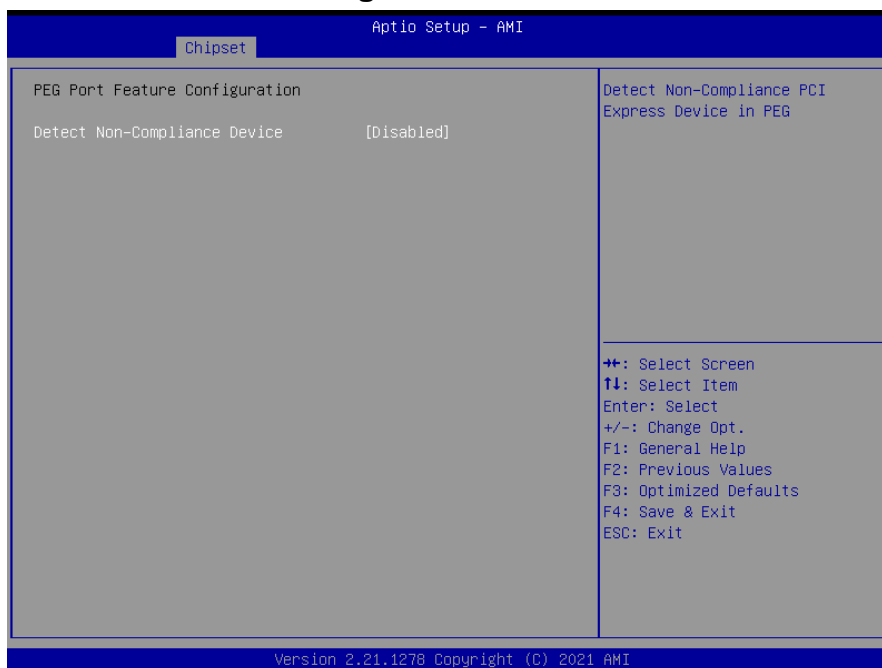 Aptio Setup – AMI
Chipset
PEG Port Feature Configuration
Detect Non-Compliance Device [Disabled]
Detect Non-Compliance PCI
Express Device in PEG
→←: Select Screen
↑↓: Select Item
Enter: Select
+/-: Change Opt.
F1: General Help
F2: Previous Values
F3: Optimized Defaults
F4: Save & Exit
ESC: Exit
Version 2.21.1278 Copyright (C) 2021 AMI